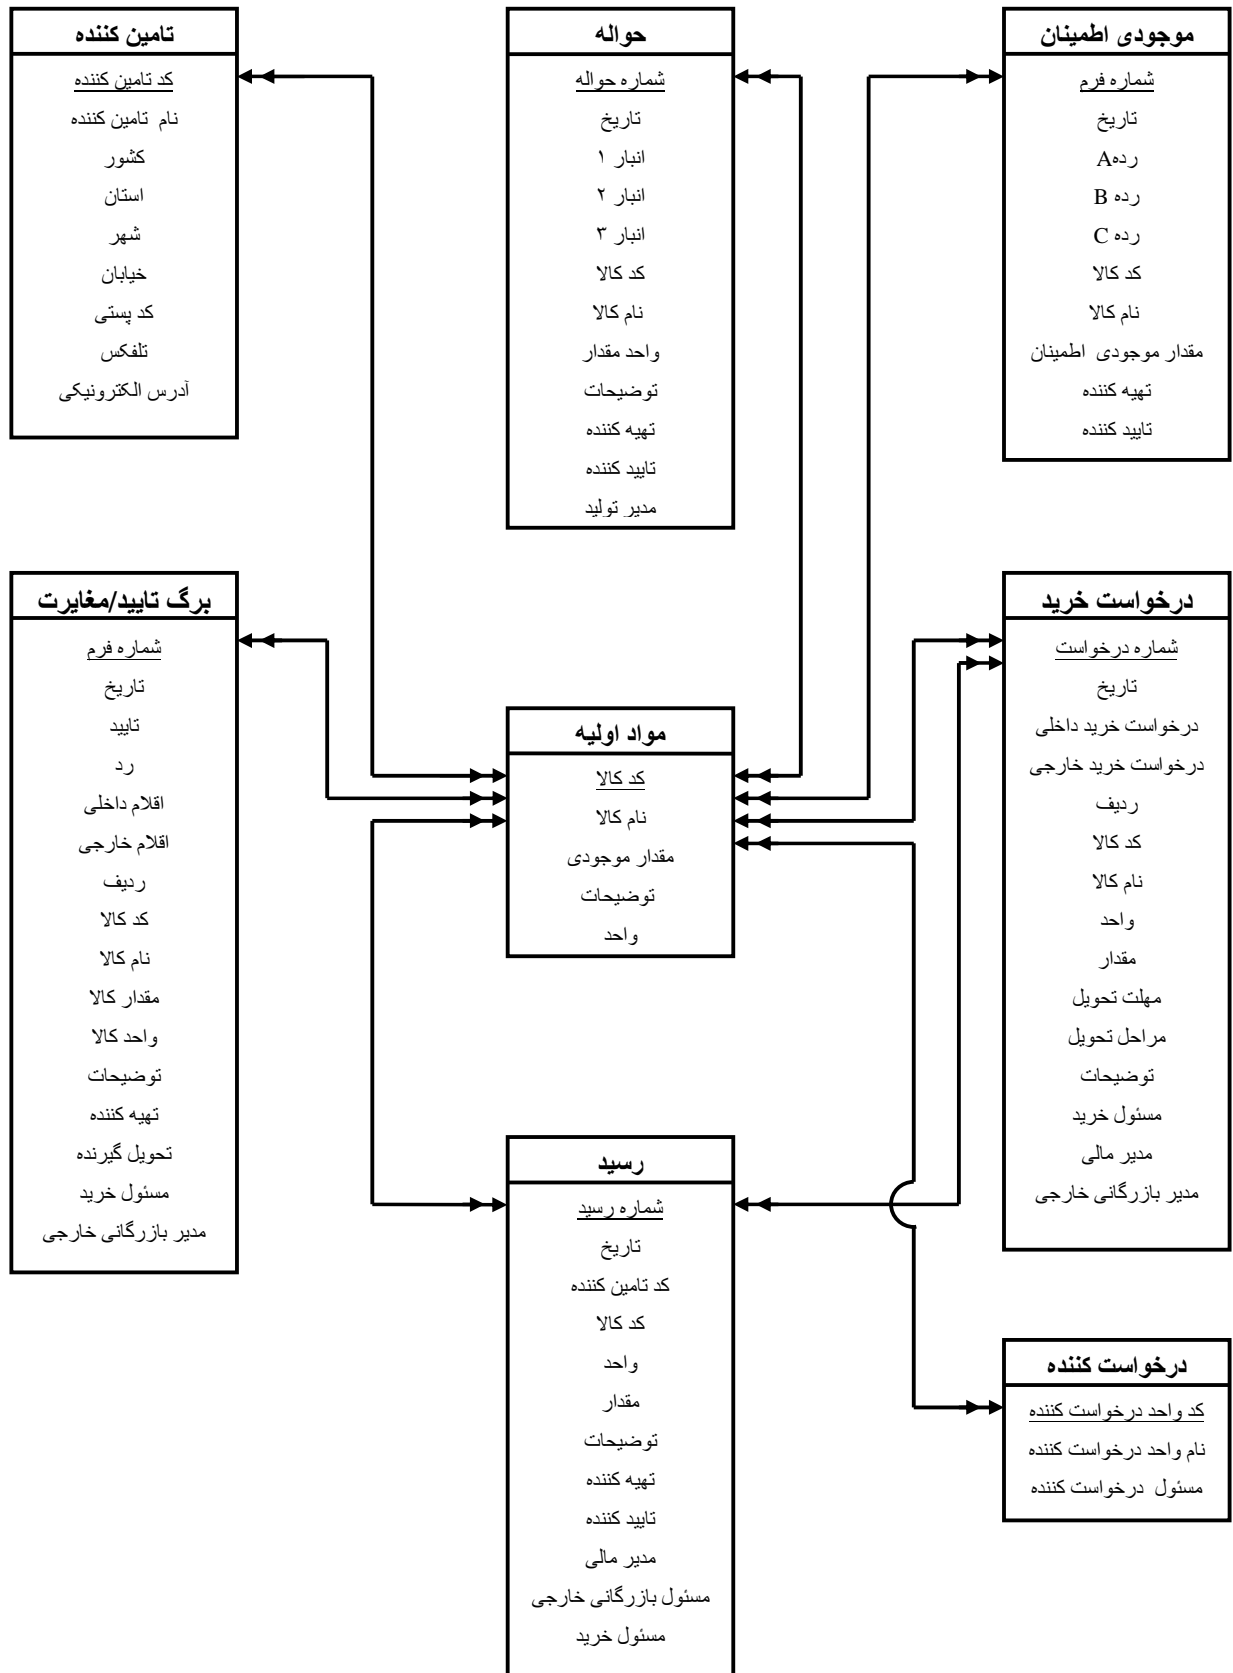 موجودی اطمینان
شماره فرم
تاریخ
ردهA
رده B
رده C
کد کالا
نام کالا
مقدار موجودی اطمینان
تهیه کننده
تایید کننده
حواله
شماره حواله
تاریخ
انبار ۱
انبار ۲
انبار ۳
کد کالا
نام کالا
واحد مقدار
توضیحات
تهیه کننده
تایید کننده
مدیر تولید
تامین کننده
کد تامین کننده
نام تامین کننده
کشور
استان
شهر
خیابان
کد پستی
تلفکس
آدرس الکترونیکی
درخواست خرید
شماره درخواست
تاریخ
درخواست خرید داخلی
درخواست خرید خارجی
ردیف
کد کالا
نام کالا
واحد
مقدار
مهلت تحویل
مراحل تحویل
توضیحات
مسئول خرید
مدیر مالی
مدیر بازرگانی خارجی
مواد اولیه
کد کالا
نام کالا
مقدار موجودی
توضیحات
واحد
برگ تایید/مغایرت
شماره فرم
تاریخ
تایید
رد
اقلام داخلی
اقلام خارجی
ردیف
کد کالا
نام کالا
مقدار کالا
واحد کالا
توضیحات
تهیه کننده
تحویل گیرنده
مسئول خرید
مدیر بازرگانی خارجی
درخواست کننده
کد واحد درخواست کننده
نام واحد درخواست کننده
مسئول درخواست کننده
رسید
شماره رسید
تاریخ
کد تامین کننده
کد کالا
واحد
مقدار
توضیحات
تهیه کننده
تایید کننده
مدیر مالی
مسئول بازرگانی خارجی
مسئول خرید